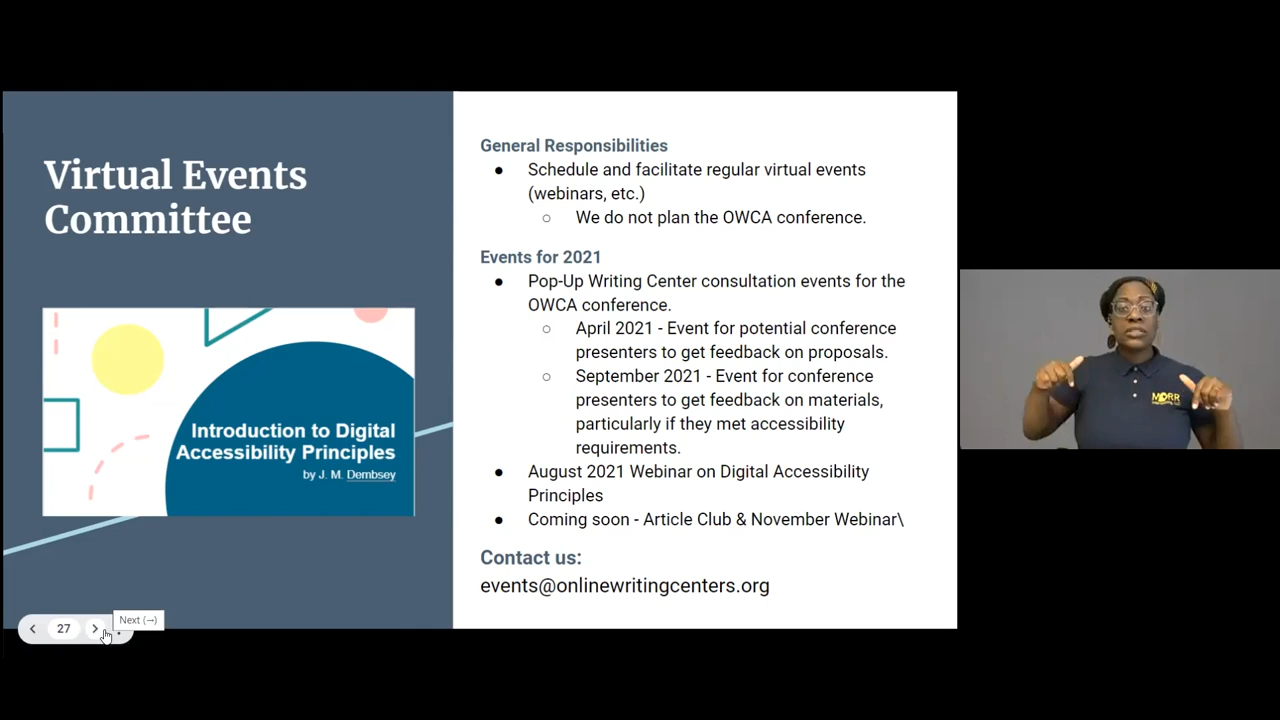 Virtual Events
Committee
Introduction to Digital
Accessibility Principles
by J. M. Dembsey
General Responsibilities
● Schedule and facilitate regular virtual events
(webinars, etc.)
○ We do not plan the OWCA conference.
Events for 2021
● Pop-Up Writing Center consultation events for the
OWCA conference.
○ April 2021 - Event for potential conference
presenters to get feedback on proposals.
○ September 2021 - Event for conference
presenters to get feedback on materials,
particularly if they met accessibility
requirements.
● August 2021 Webinar on Digital Accessibility
Principles
● Coming soon - Article Club & November Webinar\
Contact us:
events@onlinewritingcenters.org
27
Next (→)